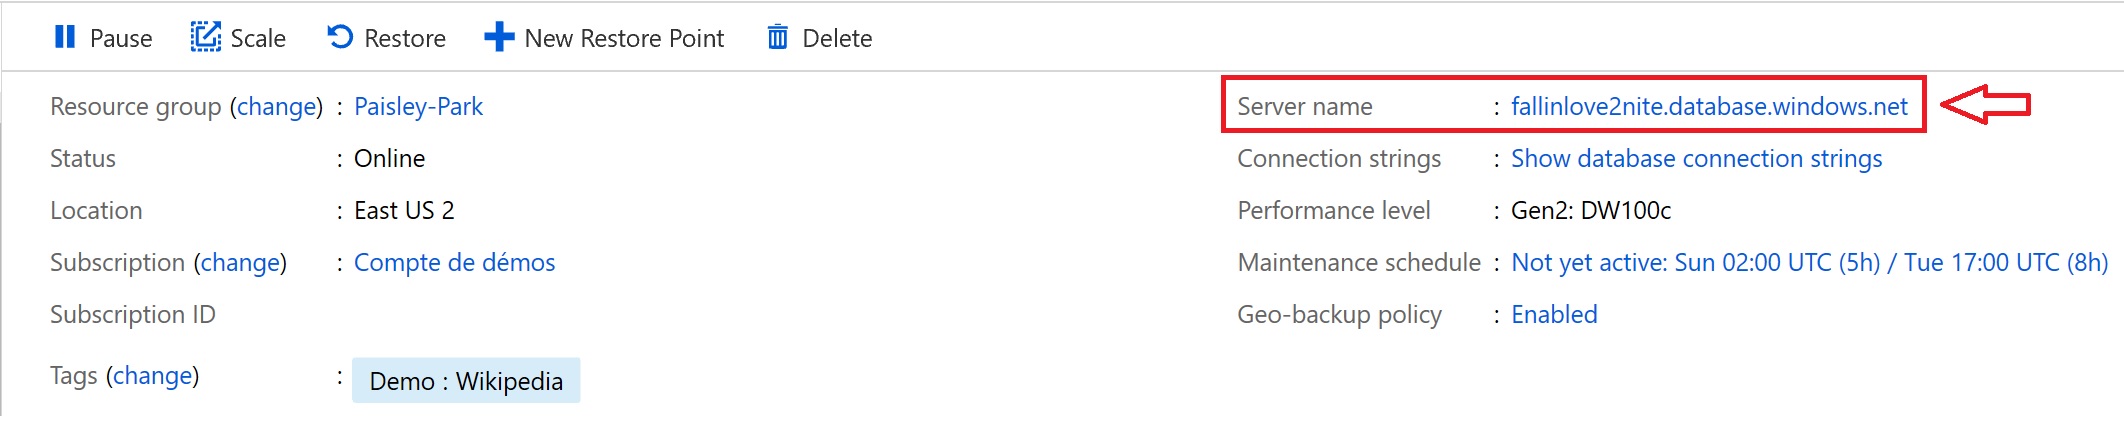 Pause Scale Restore New Restore Point Delete
Resource group (change) : Paisley-Park
Status : Online
Location : East US 2
Subscription (change) : Compte de démos
Subscription ID
Tags (change) : Demo : Wikipedia
Server name : fallinlove2nite.database.windows.net
Connection strings : Show database connection strings
Performance level : Gen2: DW100c
Maintenance schedule : Not yet active: Sun 02:00 UTC (5h) / Tue 17:00 UTC (8h)
Geo-backup policy : Enabled